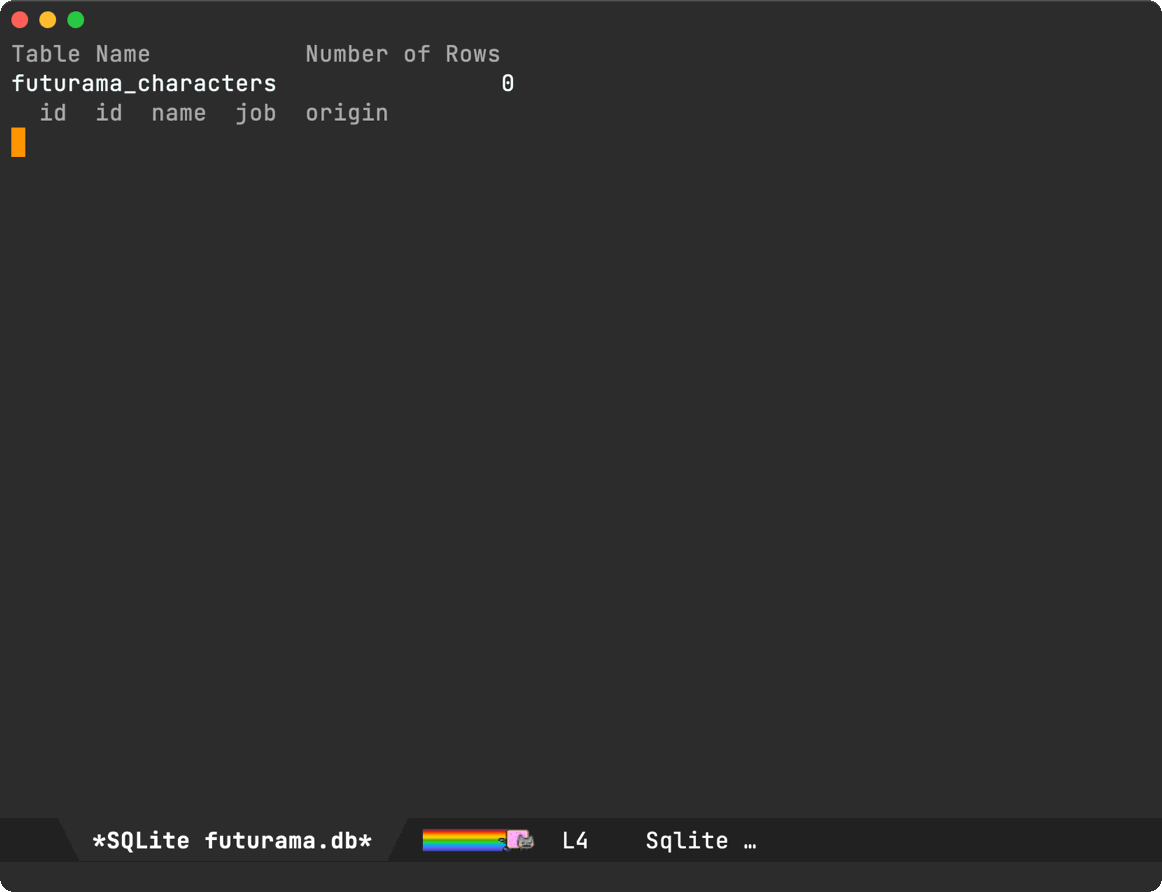 Table Name Number of Rows
futurama_characters 0
id id name job origin
*SQLite futurama.db* L4 Sqlite …